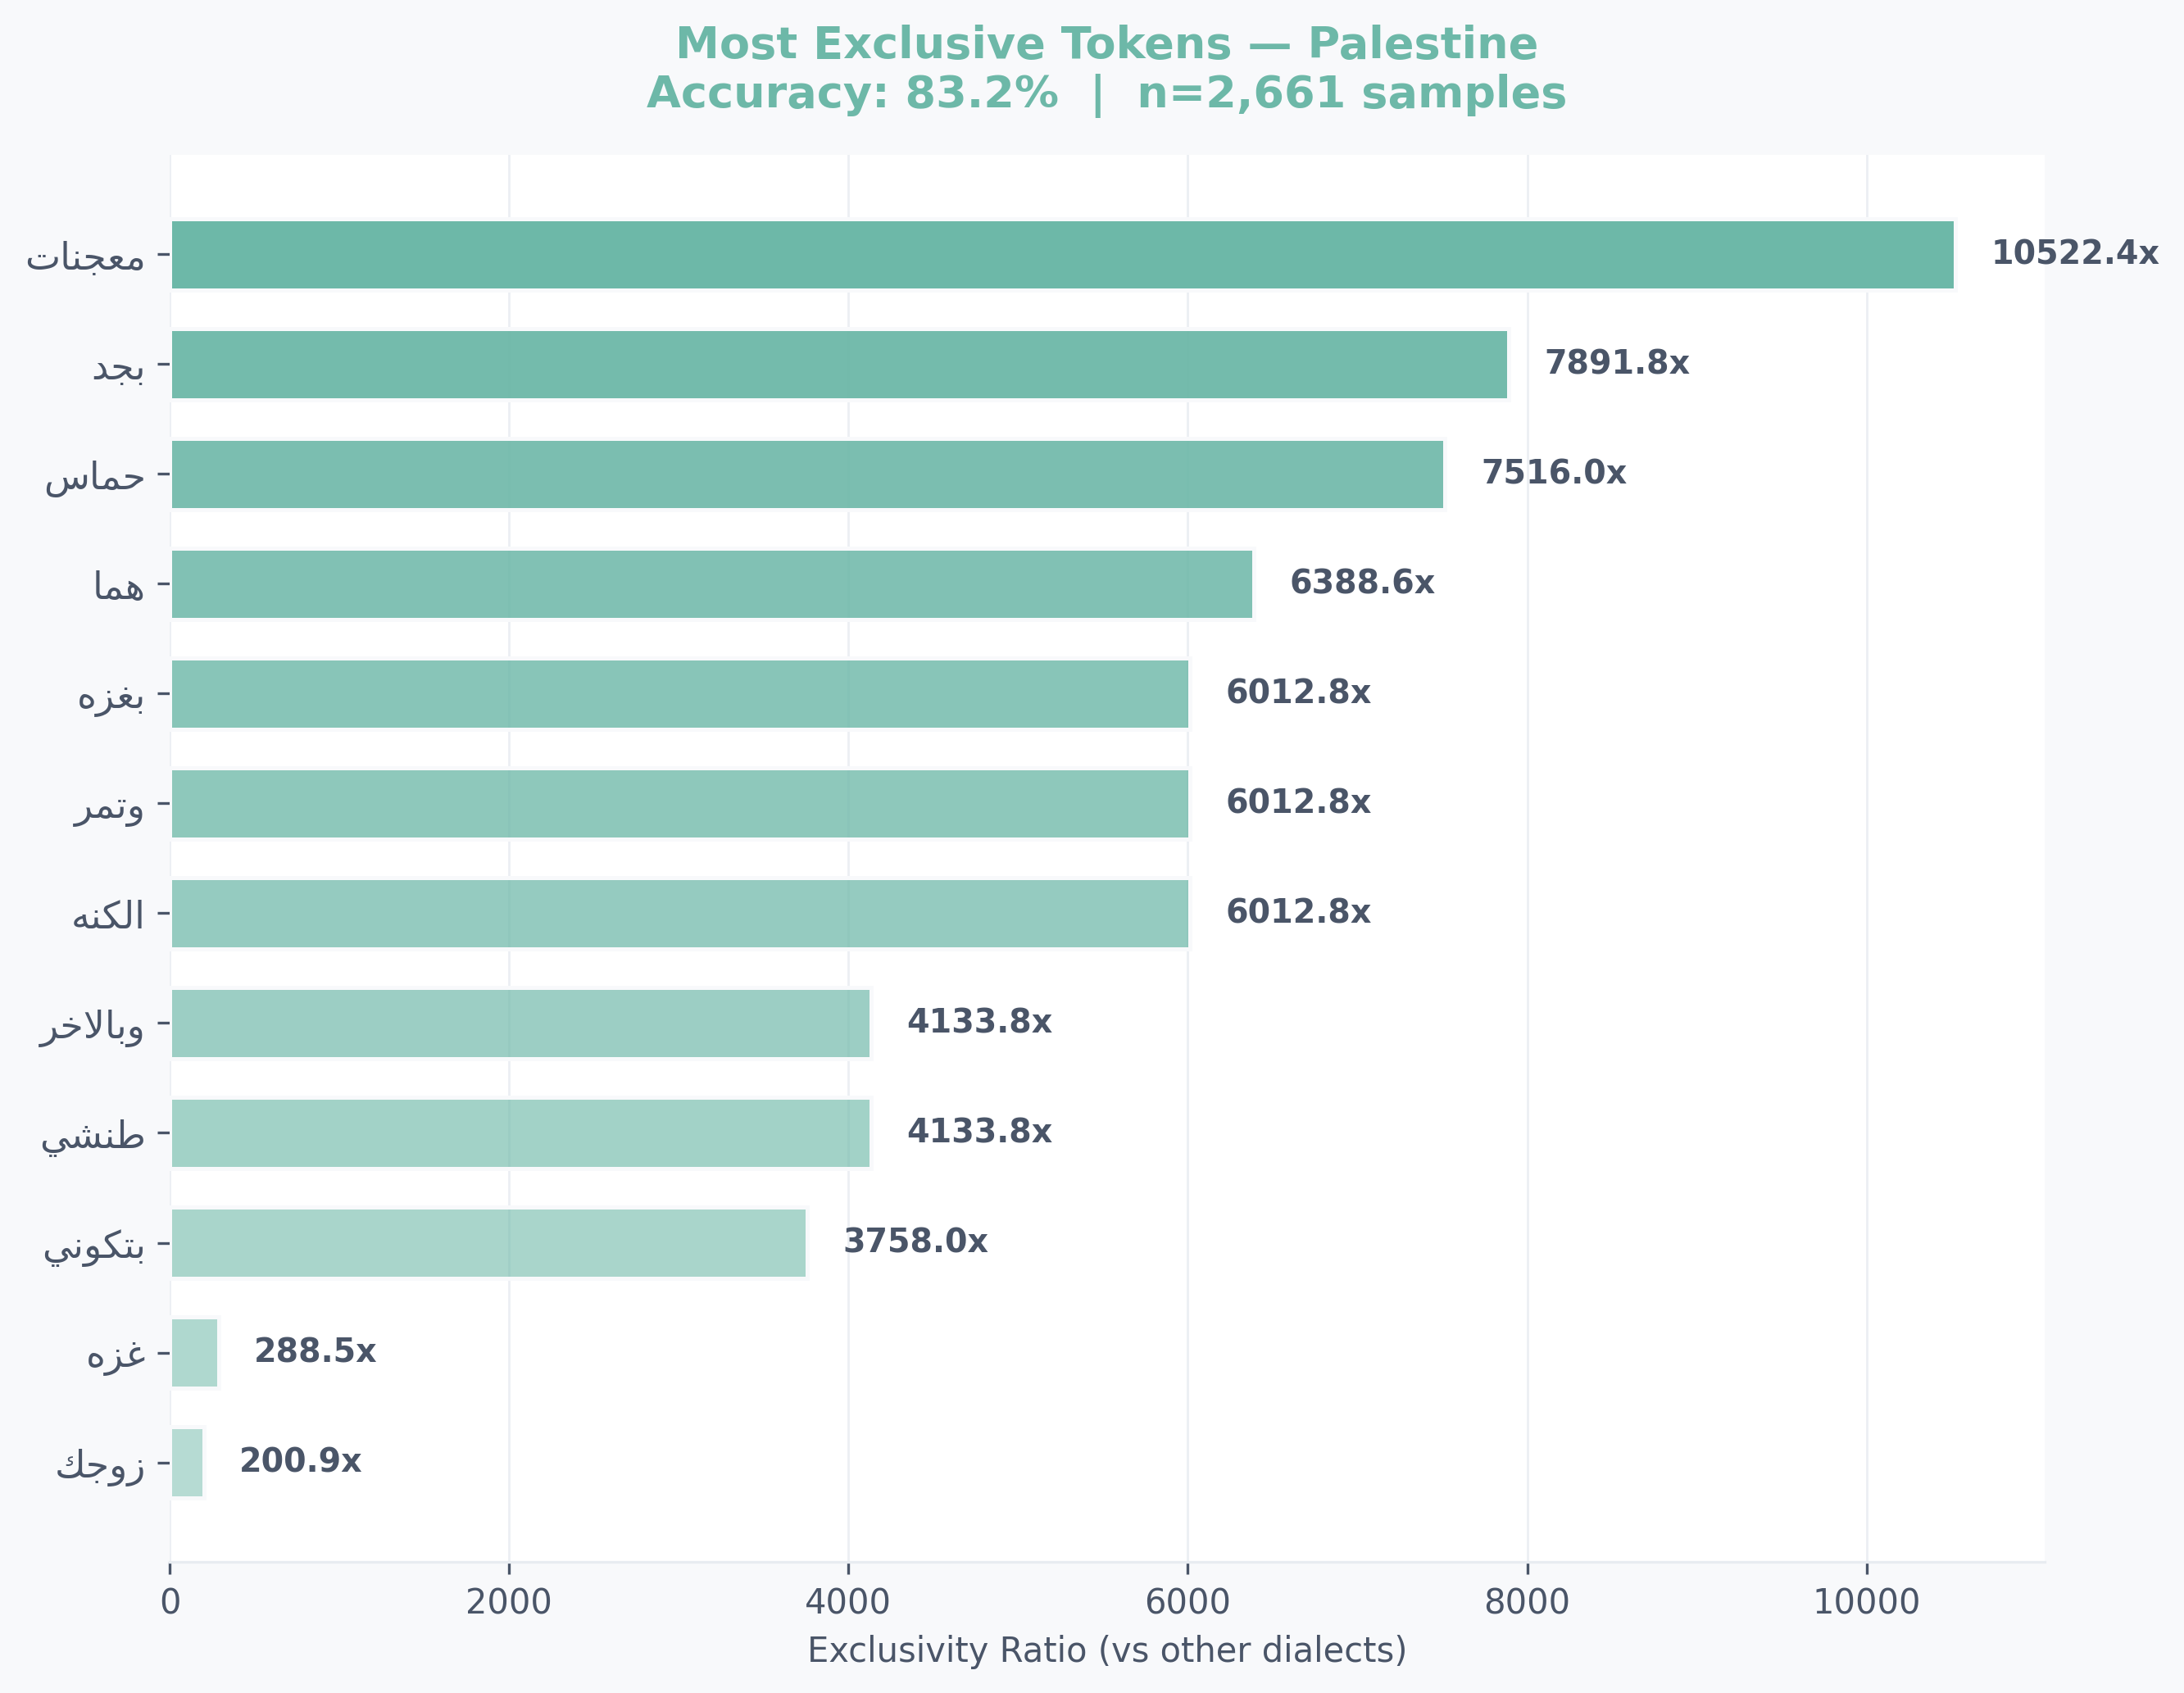 Most Exclusive Tokens — Palestine
Accuracy: 83.2% | n=2,661 samples
معجنات 10522.4x
بجد 7891.8x
حماس 7516.0x
هما 6388.6x
بغزه 6012.8x
وتمر 6012.8x
الكنه 6012.8x
وبالاخر 4133.8x
طنشي 4133.8x
بتكوني 3758.0x
غزه 288.5x
زوجك 200.9x
0 2000 4000 6000 8000 10000
Exclusivity Ratio (vs other dialects)